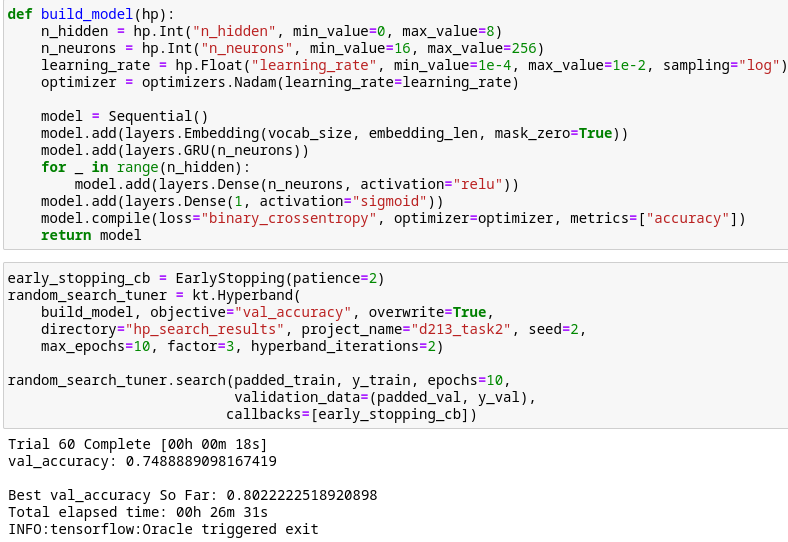 def build_model(hp):
    n_hidden = hp.Int("n_hidden", min_value=0, max_value=8)
    n_neurons = hp.Int("n_neurons", min_value=16, max_value=256)
    learning_rate = hp.Float("learning_rate", min_value=1e-4, max_value=1e-2, sampling="log")
    optimizer = optimizers.Nadam(learning_rate=learning_rate)

    model = Sequential()
    model.add(layers.Embedding(vocab_size, embedding_len, mask_zero=True))
    model.add(layers.GRU(n_neurons))
    for _ in range(n_hidden):
        model.add(layers.Dense(n_neurons, activation="relu"))
    model.add(layers.Dense(1, activation="sigmoid"))
    model.compile(loss="binary_crossentropy", optimizer=optimizer, metrics=["accuracy"])
    return model

early_stopping_cb = EarlyStopping(patience=2)
random_search_tuner = kt.Hyperband(
    build_model, objective="val_accuracy", overwrite=True,
    directory="hp_search_results", project_name="d213_task2", seed=2,
    max_epochs=10, factor=3, hyperband_iterations=2)

random_search_tuner.search(padded_train, y_train, epochs=10,
                           validation_data=(padded_val, y_val),
                          callbacks=[early_stopping_cb])

Trial 60 Complete [00h 00m 18s]
val_accuracy: 0.7488889098167419

Best val_accuracy So Far: 0.8022222518920898
Total elapsed time: 00h 26m 31s
INFO:tensorflow:Oracle triggered exit